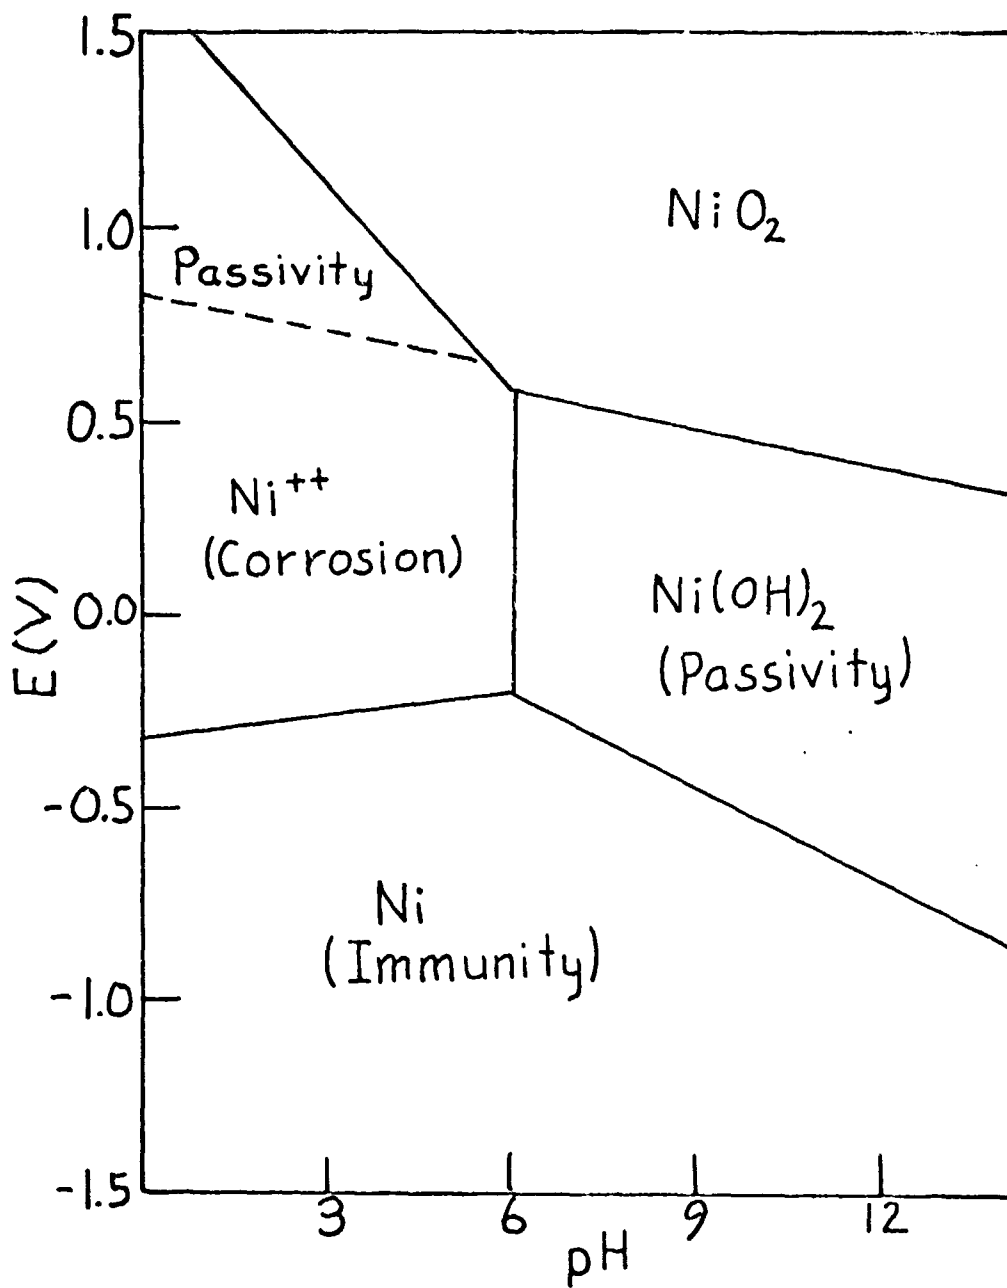 1.5
NiO₂
1.0
Passivity
0.5
Ni⁺⁺
(Corrosion)
E(V)
0.0
Ni(OH)₂
(Passivity)
-0.5
Ni
(Immunity)
-1.0
-1.5
3 6 9 12
pH